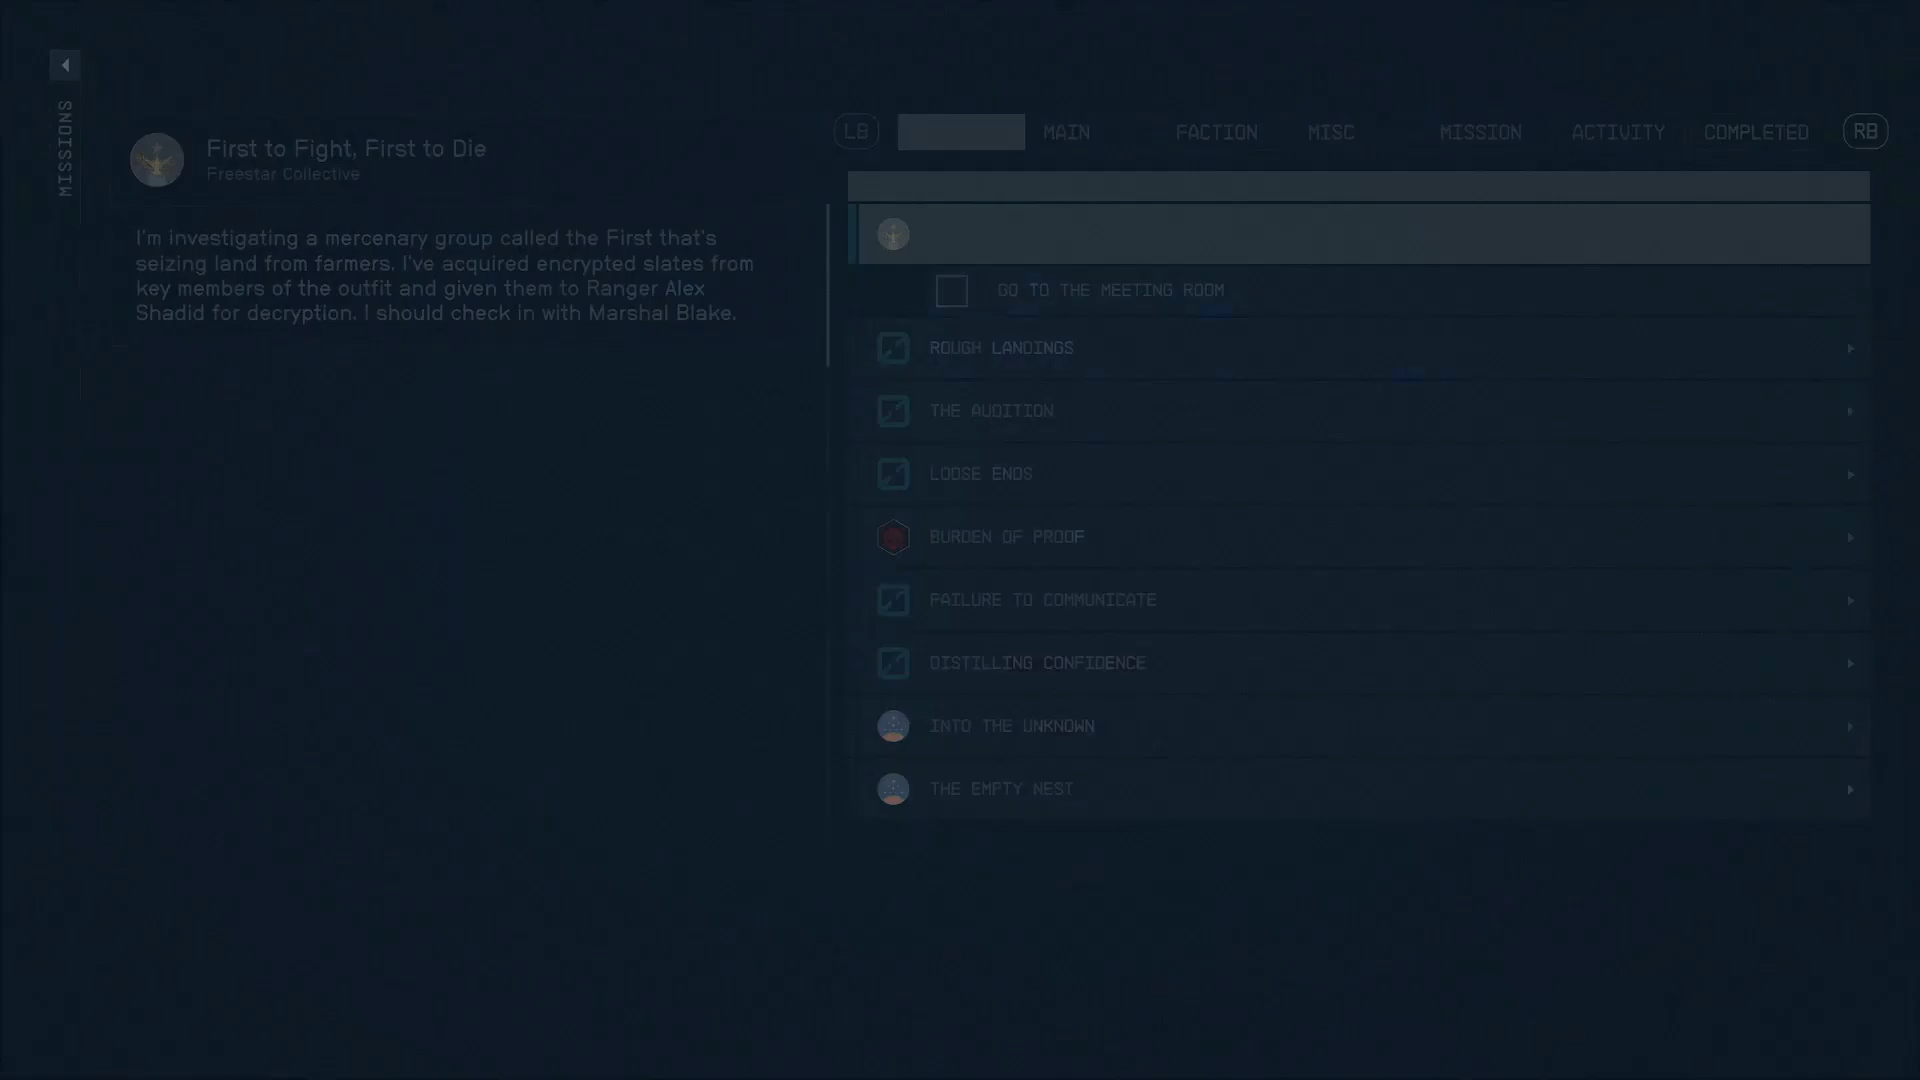 MISSIONS
First to Fight, First to Die
Freestar Collective
I'm investigating a mercenary group called the First that's
seizing land from farmers. I've acquired encrypted slates from
key members of the outfit and given them to Ranger Alex
Shadid for decryption. I should check in with Marshal Blake.
LB MAIN FACTION MISC MISSION ACTIVITY COMPLETED RB
GO TO THE MEETING ROOM
ROUGH LANDINGS
THE AUDITION
LOOSE ENDS
BURDEN OF PROOF
FAILURE TO COMMUNICATE
DISTILLING CONFIDENCE
INTO THE UNKNOWN
THE EMPTY NEST